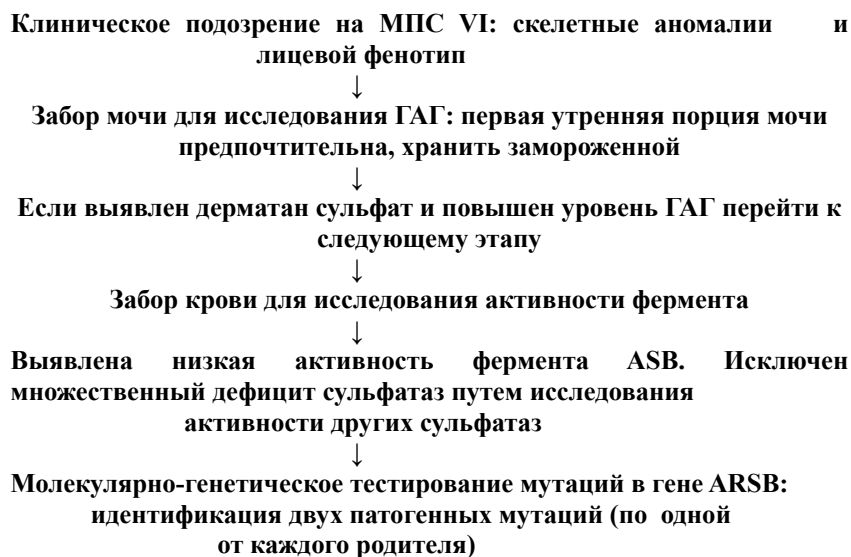 Клиническое подозрение на МПС VI: скелетные аномалии и
лицевой фенотип
↓
Забор мочи для исследования ГАГ: первая утренняя порция мочи
предпочтительна, хранить замороженной
↓
Если выявлен дерматан сульфат и повышен уровень ГАГ перейти к
следующему этапу
↓
Забор крови для исследования активности фермента
↓
Выявлена низкая активность фермента ASB. Исключен
множественный дефицит сульфатаз путем исследования
активности других сульфатаз
↓
Молекулярно-генетическое тестирование мутаций в гене ARSB:
идентификация двух патогенных мутаций (по одной
от каждого родителя)